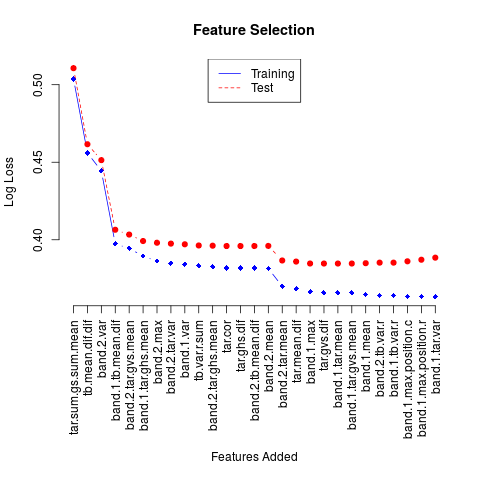 Feature Selection
Training
Test
Log Loss
0.50
0.45
0.40
tar.sum.gs.sum.mean
tb.mean.dif.dif
band.2.var
band.1.tb.mean.dif
band.2.tar.gvs.mean
band.1.tar.ghs.mean
band.2.max
band.2.tar.var
band.1.var
tb.var.r.sum
band.2.tar.ghs.mean
tar.cor
tar.ghs.dif
band.2.tb.mean.dif
band.2.mean
band.2.tar.mean
tar.mean.dif
band.1.max
tar.gvs.dif
band.1.tar.mean
band.1.tar.gvs.mean
band.1.mean
band.2.tb.var.r
band.1.tb.var.r
band.1.max.position.c
band.1.max.position.r
band.1.tar.var
Features Added